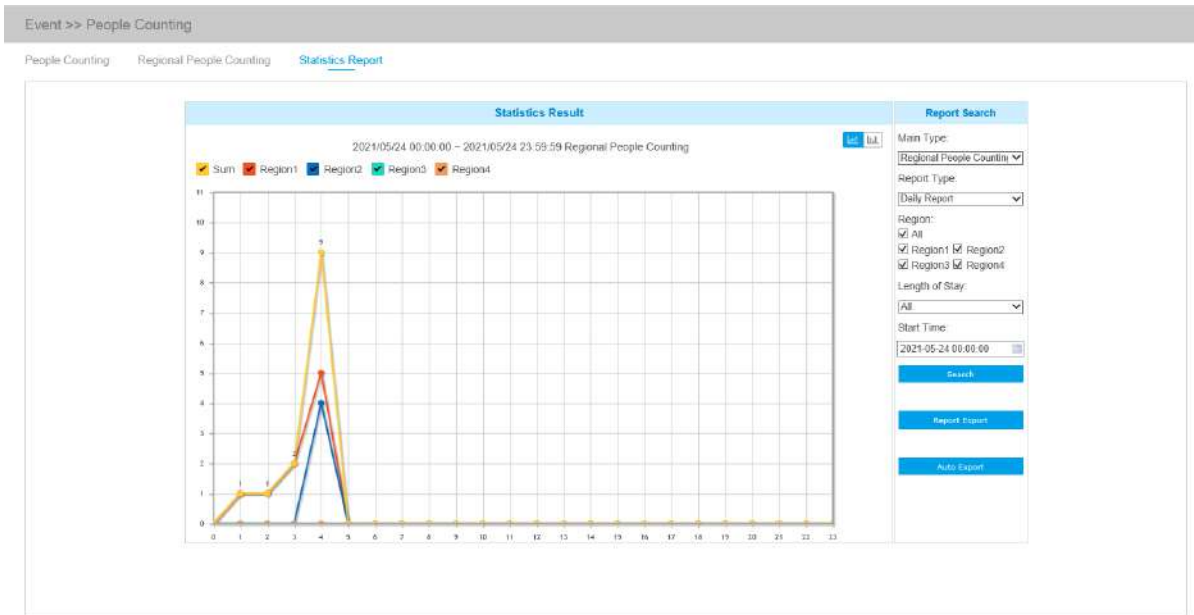 Event >> People Counting
People Counting Regional People Counting Statistics Report
Statistics Result
2021/05/24 00:00:00 ~ 2021/05/24 23:59:59 Regional People Counting
Sum Region1 Region2 Region3 Region4
11
10
9
8
7
6
5
4
3
2
1
0
9
2
1 1
0 1 2 3 4 5 6 7 8 9 10 11 12 13 14 15 16 17 18 19 20 21 22 23
Report Search
Main Type:
Regional People Countin
Report Type:
Daily Report
Region:
All
Region1 Region2
Region3 Region4
Length of Stay:
All
Start Time:
2021-05-24 00:00:00
Search
Report Export
Auto Export